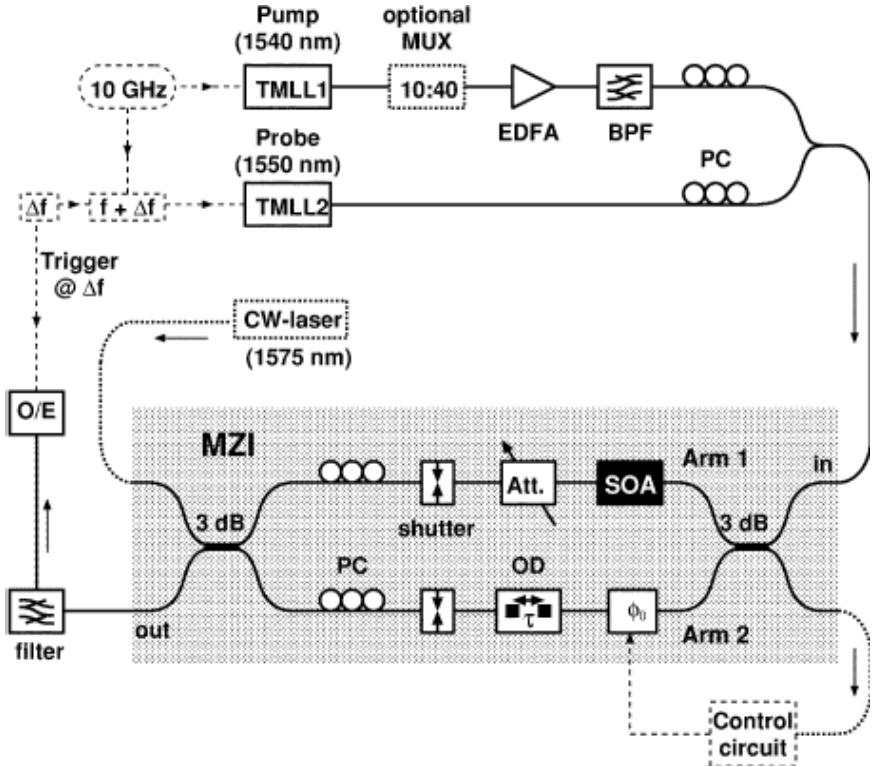 Pump
(1540 nm)
optional
MUX
10 GHz
TMLL1
10:40
EDFA
BPF
Probe
(1550 nm)
PC
Δf
f + Δf
TMLL2
Trigger
@ Δf
CW-laser
(1575 nm)
O/E
MZI
Arm 1
in
Att.
SOA
3 dB
shutter
3 dB
PC
OD
τ
ϕ0
out
Arm 2
filter
Control
circuit